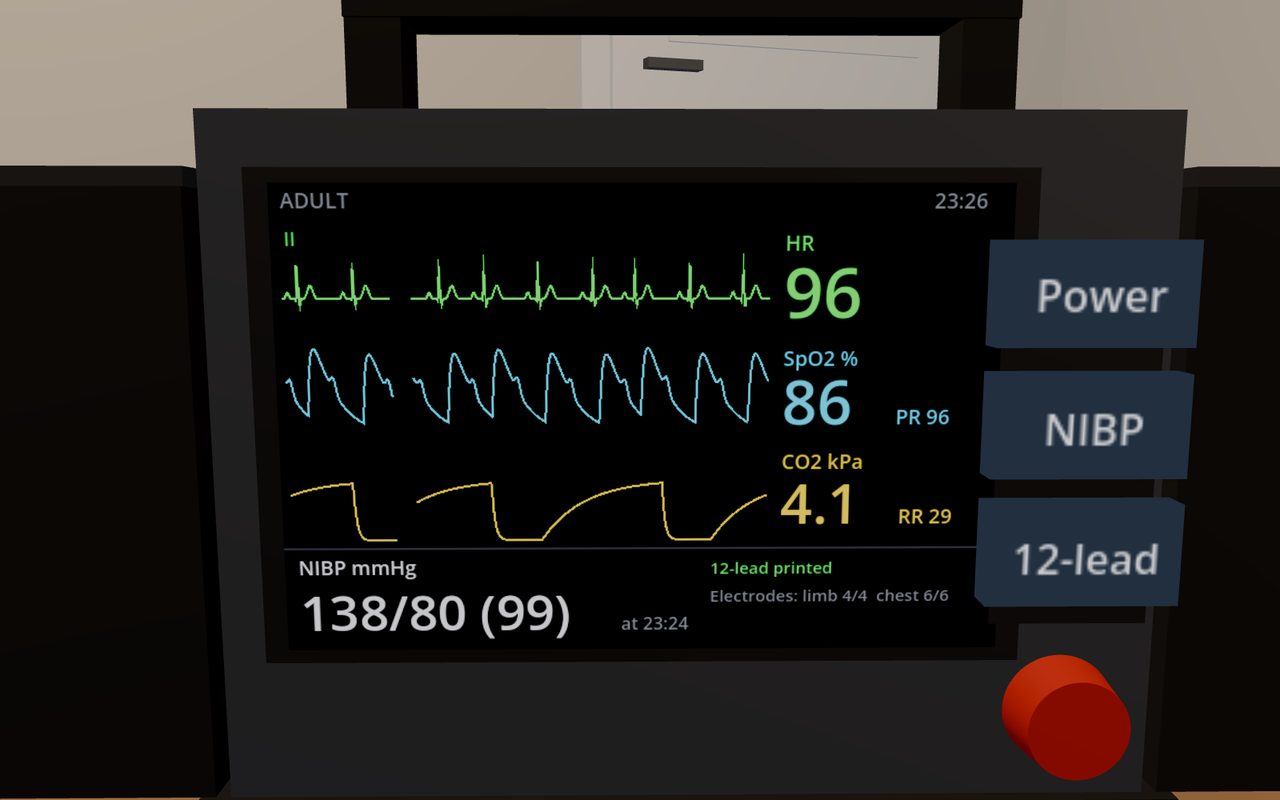 ADULT
23:26
II
HR
96
SpO2 %
86
PR 96
CO2 kPa
4.1
RR 29
NIBP mmHg
138/80 (99)
at 23:24
12-lead printed
Electrodes: limb 4/4 chest 6/6
Power
NIBP
12-lead